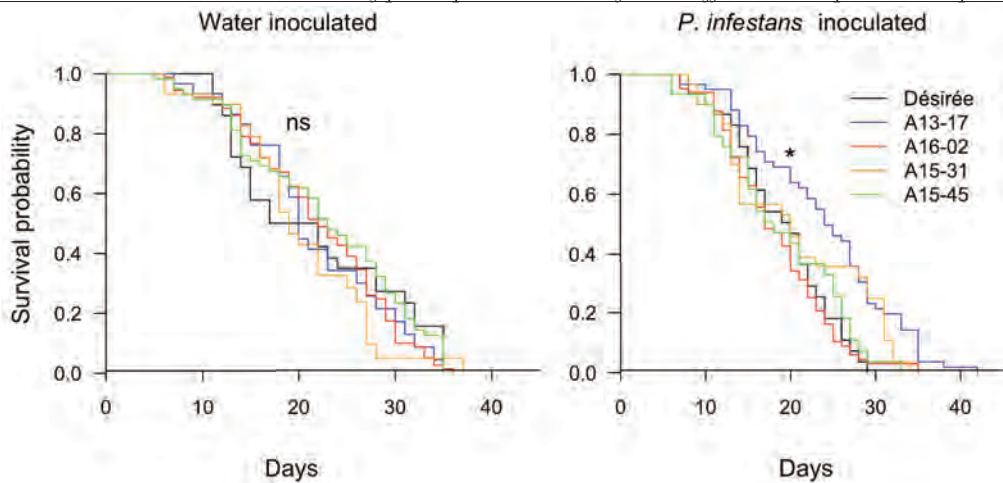 Water inoculated
P. infestans inoculated
Survival probability
1.0
0.8
0.6
0.4
0.2
0.0
ns
0
10
20
30
40
Days
1.0
0.8
0.6
0.4
0.2
0.0
*
Désirée
A13-17
A16-02
A15-31
A15-45
0
10
20
30
40
Days